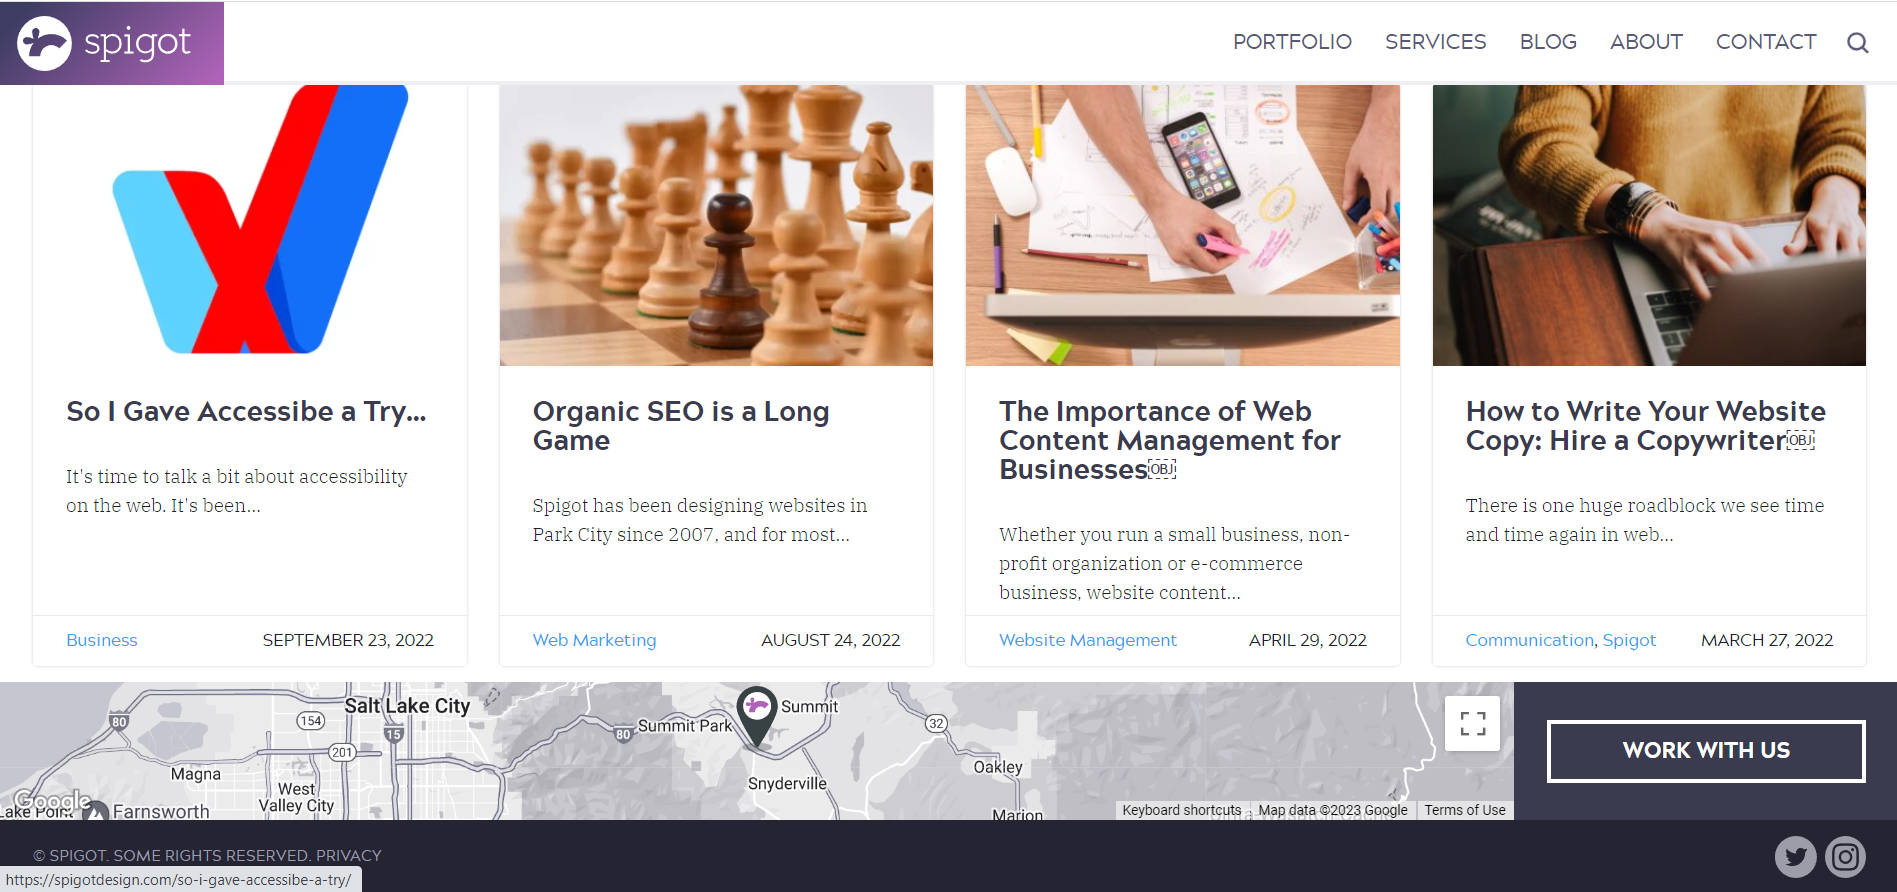 spigot
PORTFOLIO SERVICES BLOG ABOUT CONTACT
So I Gave Accessibe a Try...
It's time to talk a bit about accessibility
on the web. It's been...
Business SEPTEMBER 23, 2022
Organic SEO is a Long
Game
Spigot has been designing websites in
Park City since 2007, and for most...
Web Marketing AUGUST 24, 2022
The Importance of Web
Content Management for
Businesses￼
Whether you run a small business, non-
profit organization or e-commerce
business, website content...
Website Management APRIL 29, 2022
How to Write Your Website
Copy: Hire a Copywriter￼
There is one huge roadblock we see time
and time again in web...
Communication, Spigot MARCH 27, 2022
Salt Lake City
80
154
15
201
Magna
West
Valley City
Google
Lake Point
Farnsworth
80
Summit Park
Summit
32
Snyderville
Oakley
Marion
Keyboard shortcuts Map data ©2023 Google Terms of Use
WORK WITH US
© SPIGOT. SOME RIGHTS RESERVED. PRIVACY
https://spigotdesign.com/so-i-gave-accessibe-a-try/